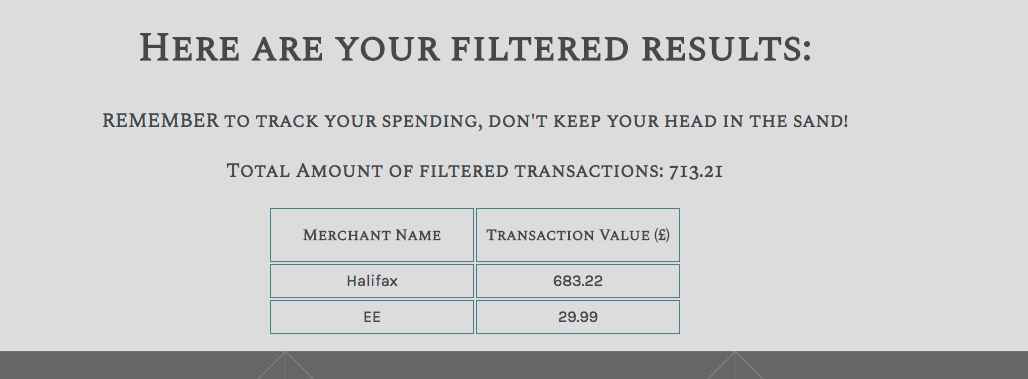 Here are your filtered results:
REMEMBER to track your spending, don't keep your head in the sand!
Total Amount of filtered transactions: 713.21
Merchant Name Transaction Value (£)
Halifax 683.22
EE 29.99